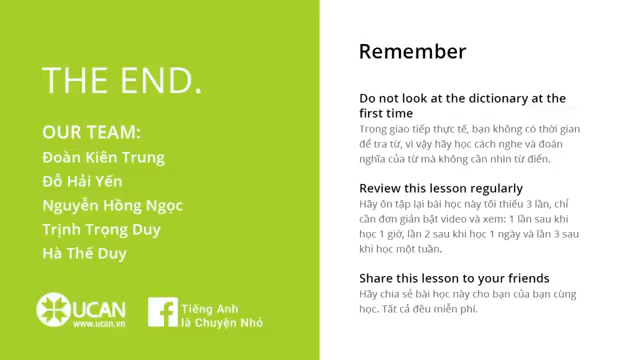 THE END.
OUR TEAM:
Đoàn Kiên Trung
Đỗ Hải Yến
Nguyễn Hồng Ngọc
Trịnh Trọng Duy
Hà Thế Duy
UCAN
www.ucan.vn
Tiếng Anh
là Chuyện Nhỏ
Remember
Do not look at the dictionary at the
first time
Trong giao tiếp thực tế, bạn không có thời gian
để tra từ, vì vậy hãy học cách nghe và đoán
nghĩa của từ mà không cần nhìn từ điển.
Review this lesson regularly
Hãy ôn tập lại bài học này tối thiểu 3 lần, chỉ
cần đơn giản bật video và xem: 1 lần sau khi
học 1 giờ, lần 2 sau khi học 1 ngày và lần 3 sau
khi học một tuần.
Share this lesson to your friends
Hãy chia sẻ bài học này cho bạn của bạn cùng
học. Tất cả đều miễn phí.